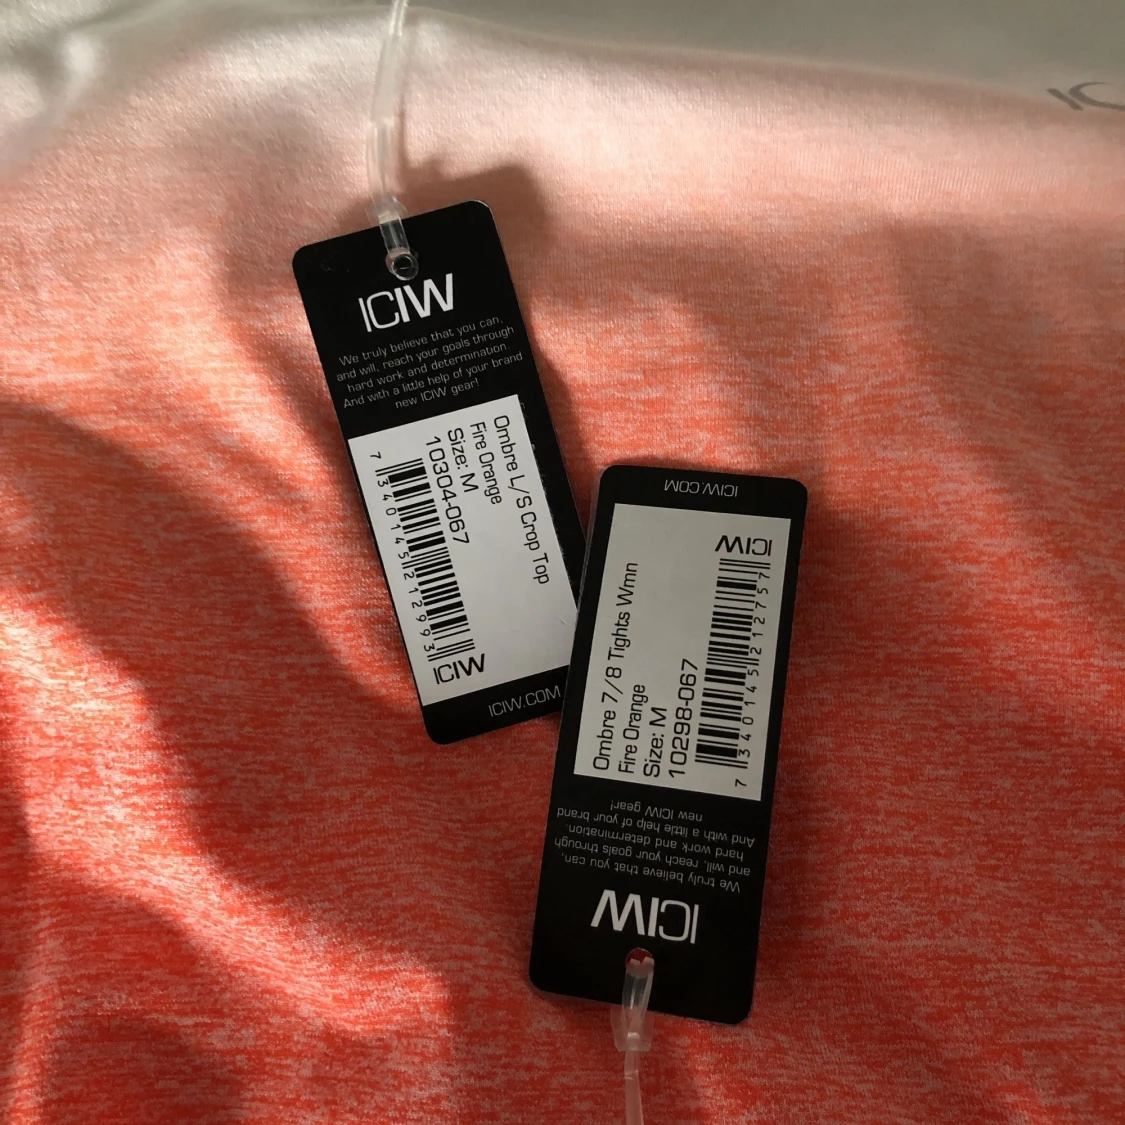 ICIW
We truly believe that you can,
and will, reach your goals through
hard work and determination.
And with a little help of your brand
new ICIW gear!
Ombre L/S Crop Top
Fire Orange
Size: M
10304-067
7 340145 212993
ICIW
ICIW.COM
ICIW.COM
ICIW
Ombre 7/8 Tights Wmn
Fire Orange
Size: M
10298-067
7 340145 212757
We truly believe that you can,
and will, reach your goals through
hard work and determination.
And with a little help of your brand
new ICIW gear!
ICIW